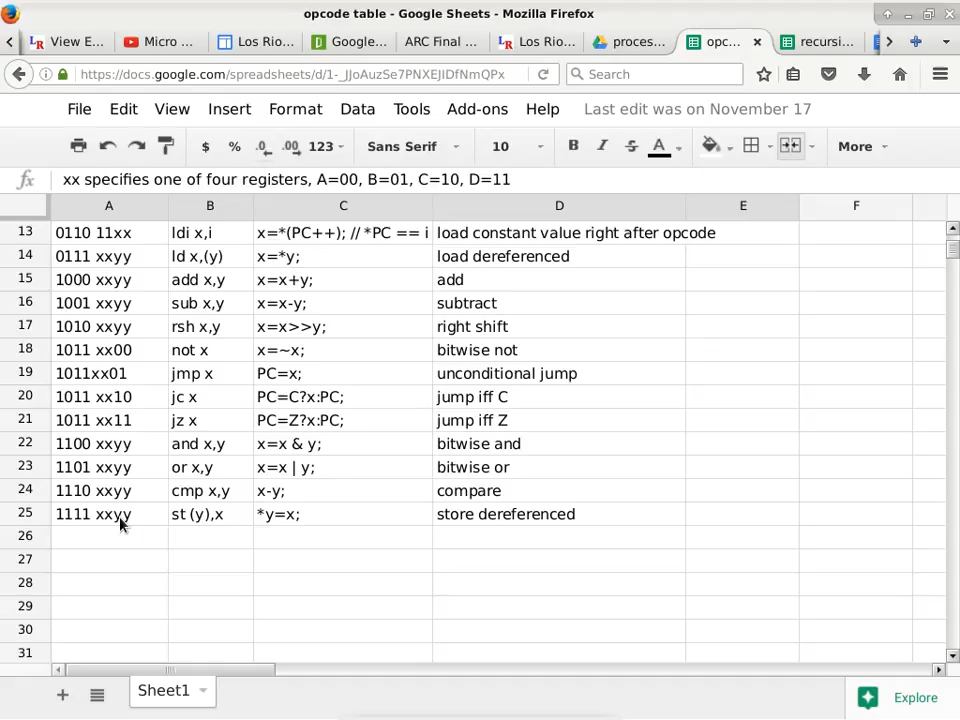 opcode table - Google Sheets - Mozilla Firefox
View E...
Micro ...
Los Rio...
Google...
ARC Final ...
Los Rio...
proces...
opc...
recursi...
https://docs.google.com/spreadsheets/d/1-_JJoAuzSe7PNXEJIDfNmQPx
Search
File Edit View Insert Format Data Tools Add-ons Help Last edit was on November 17
$ % .0 .00 123 Sans Serif 10 B I S A More
fx xx specifies one of four registers, A=00, B=01, C=10, D=11
A B C D E F
13 0110 11xx ldi x,i x=*(PC++); // *PC == i load constant value right after opcode
14 0111 xxyy ld x,(y) x=*y; load dereferenced
15 1000 xxyy add x,y x=x+y; add
16 1001 xxyy sub x,y x=x-y; subtract
17 1010 xxyy rsh x,y x=x>>y; right shift
18 1011 xx00 not x x=~x; bitwise not
19 1011xx01 jmp x PC=x; unconditional jump
20 1011 xx10 jc x PC=C?x:PC; jump iff C
21 1011 xx11 jz x PC=Z?x:PC; jump iff Z
22 1100 xxyy and x,y x=x & y; bitwise and
23 1101 xxyy or x,y x=x | y; bitwise or
24 1110 xxyy cmp x,y x-y; compare
25 1111 xxyy st (y),x *y=x; store dereferenced
26
27
28
29
30
31
Sheet1
Explore